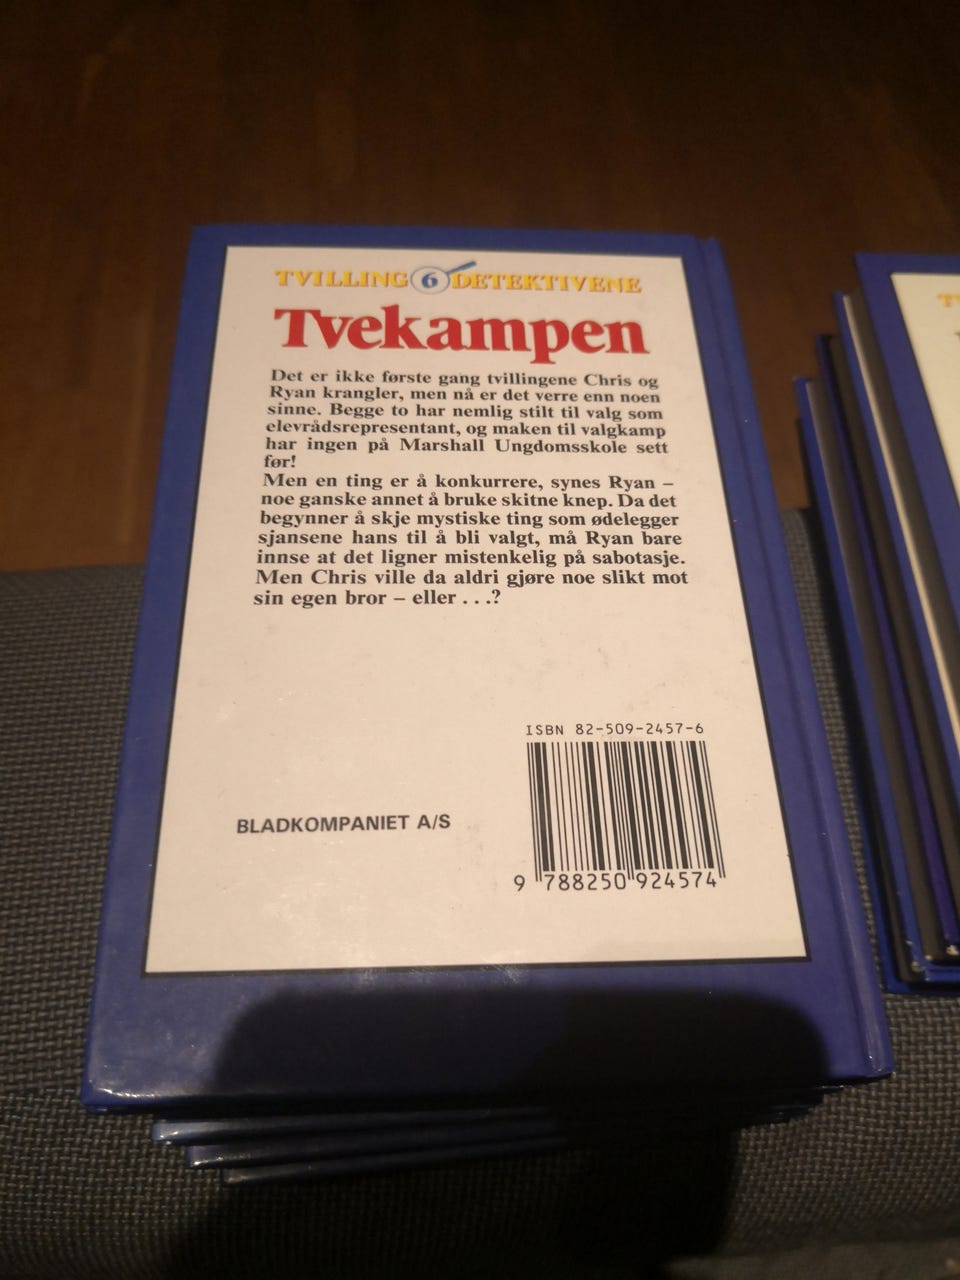 TVILLING 6 DETEKTIVENE
Tvekampen
Det er ikke første gang tvillingene Chris og
Ryan krangler, men nå er det verre enn noen
sinne. Begge to har nemlig stilt til valg som
elevrådsrepresentant, og maken til valgkamp
har ingen på Marshall Ungdomsskole sett
før!
Men en ting er å konkurrere, synes Ryan –
noe ganske annet å bruke skitne knep. Da det
begynner å skje mystiske ting som ødelegger
sjansene hans til å bli valgt, må Ryan bare
innse at det ligner mistenkelig på sabotasje.
Men Chris ville da aldri gjøre noe slikt mot
sin egen bror – eller . . .?
ISBN 82-509-2457-6
BLADKOMPANIET A/S
9 788250 924574